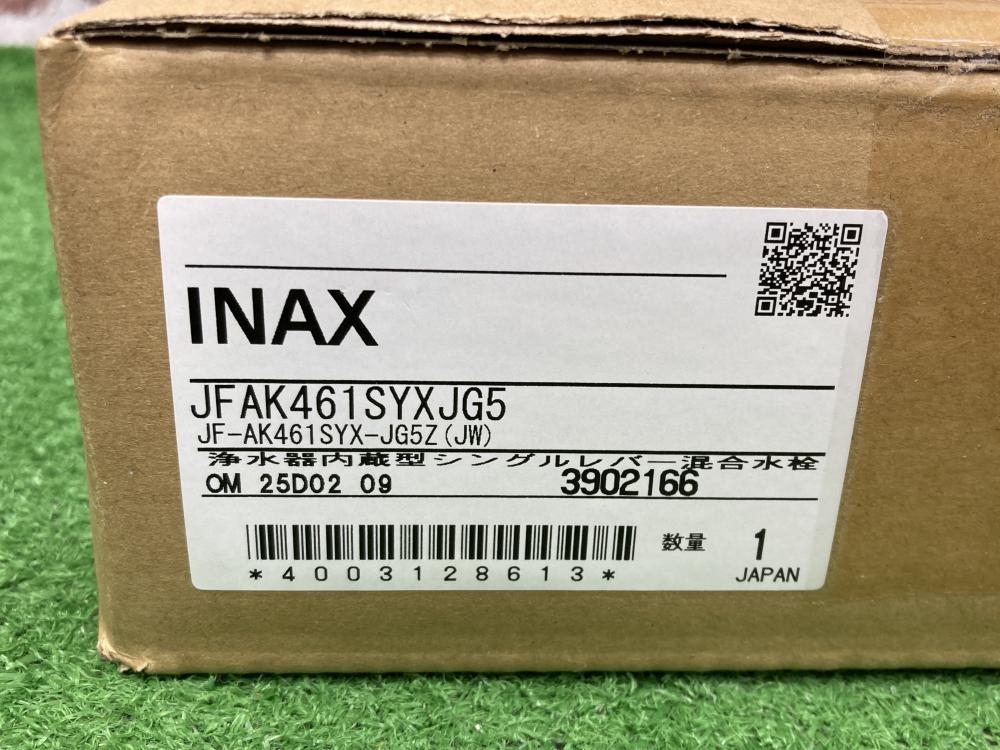 INAX
JFAK461SYXJG5
JF-AK461SYX-JG5Z(JW)
浄水器内蔵型シングルレバー混合水栓
OM 25D02 09 3902166
数量 1
*4003128613*
JAPAN